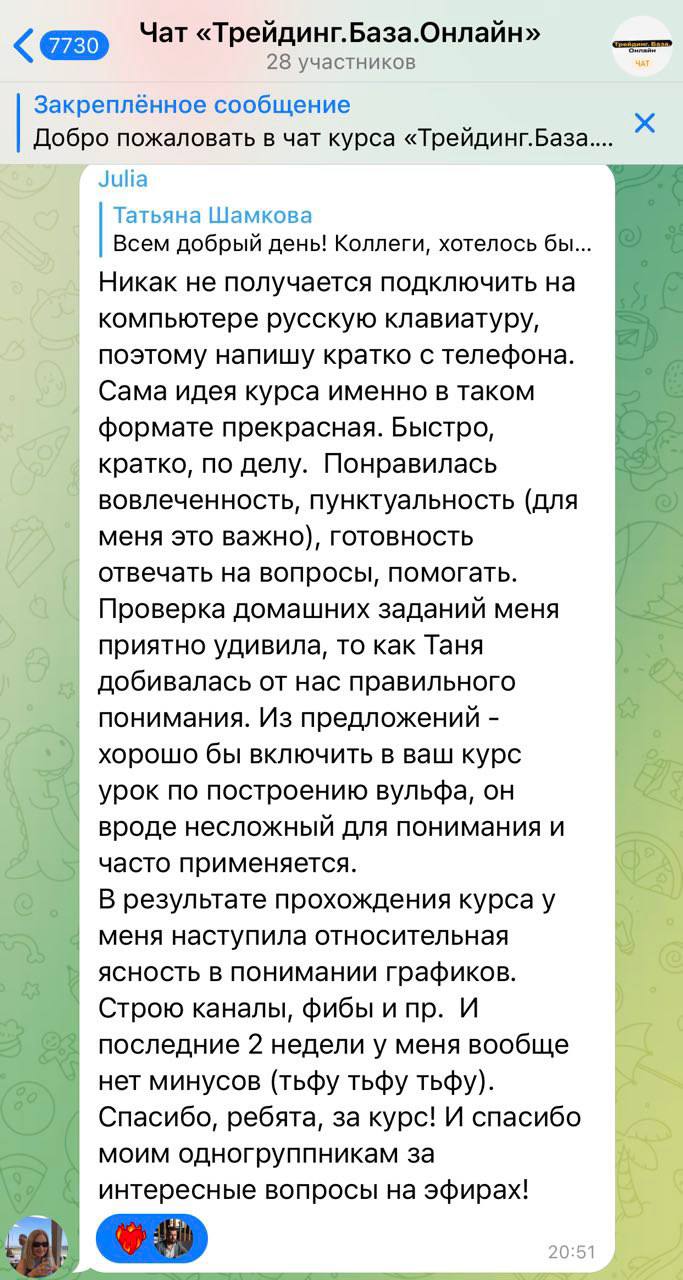 7730
Чат «Трейдинг.База.Онлайн»
28 участников
Трейдинг. База.
Онлайн
ЧАТ
Закреплённое сообщение
Добро пожаловать в чат курса «Трейдинг.База....
Julia
Татьяна Шамкова
Всем добрый день! Коллеги, хотелось бы...
Никак не получается подключить на
компьютере русскую клавиатуру,
поэтому напишу кратко с телефона.
Сама идея курса именно в таком
формате прекрасная. Быстро,
кратко, по делу.  Понравилась
вовлеченность, пунктуальность (для
меня это важно), готовность
отвечать на вопросы, помогать.
Проверка домашних заданий меня
приятно удивила, то как Таня
добивалась от нас правильного
понимания. Из предложений -
хорошо бы включить в ваш курс
урок по построению вульфа, он
вроде несложный для понимания и
часто применяется.
В результате прохождения курса у
меня наступила относительная
ясность в понимании графиков.
Строю каналы, фибы и пр.  И
последние 2 недели у меня вообще
нет минусов (тьфу тьфу тьфу).
Спасибо, ребята, за курс! И спасибо
моим одногруппникам за
интересные вопросы на эфирах!
20:51